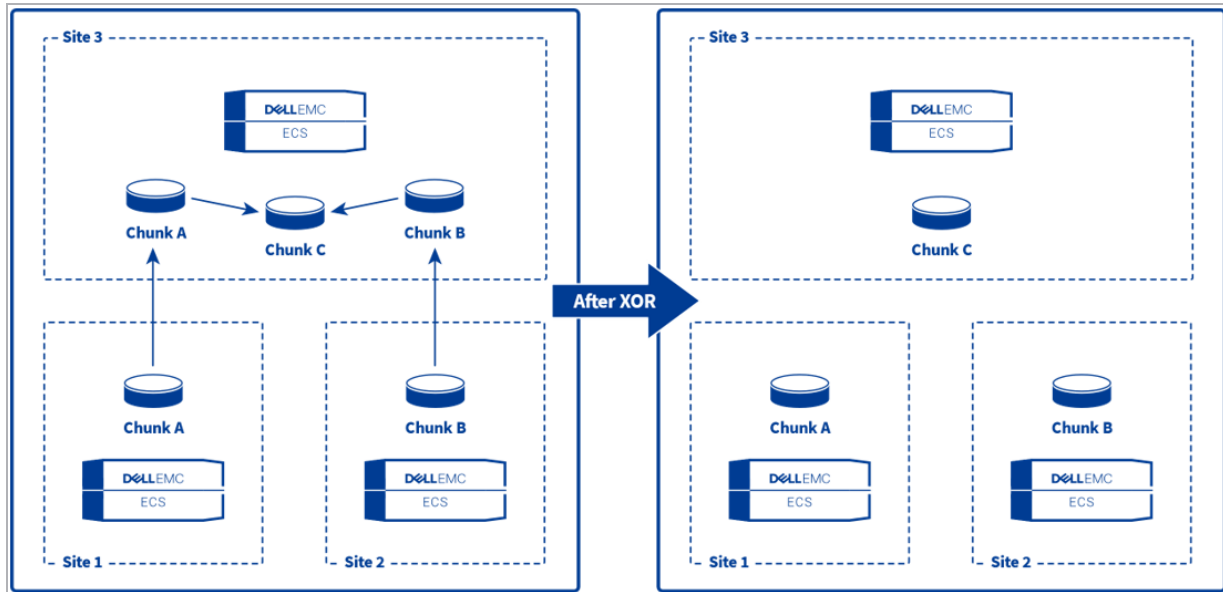 Site 3
DELLEMC
ECS
Chunk A
Chunk C
Chunk B
Chunk A
Chunk B
DELLEMC
ECS
DELLEMC
ECS
Site 1
Site 2
After XOR
Site 3
DELLEMC
ECS
Chunk C
Chunk A
Chunk B
DELLEMC
ECS
DELLEMC
ECS
Site 1
Site 2